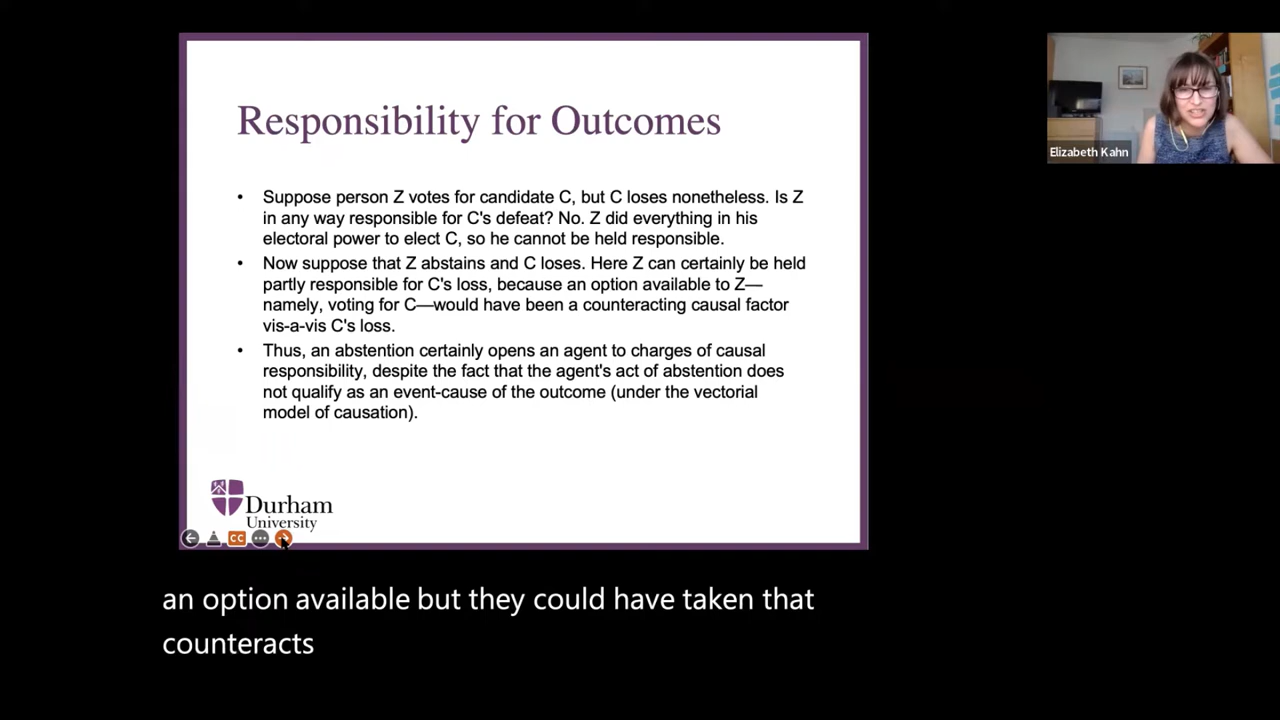 Responsibility for Outcomes
• Suppose person Z votes for candidate C, but C loses nonetheless. Is Z
in any way responsible for C's defeat? No. Z did everything in his
electoral power to elect C, so he cannot be held responsible.
• Now suppose that Z abstains and C loses. Here Z can certainly be held
partly responsible for C's loss, because an option available to Z—
namely, voting for C—would have been a counteracting causal factor
vis-a-vis C's loss.
• Thus, an abstention certainly opens an agent to charges of causal
responsibility, despite the fact that the agent's act of abstention does
not qualify as an event-cause of the outcome (under the vectorial
model of causation).
Elizabeth Kahn
Durham
University
CC
an option available but they could have taken that
counteracts